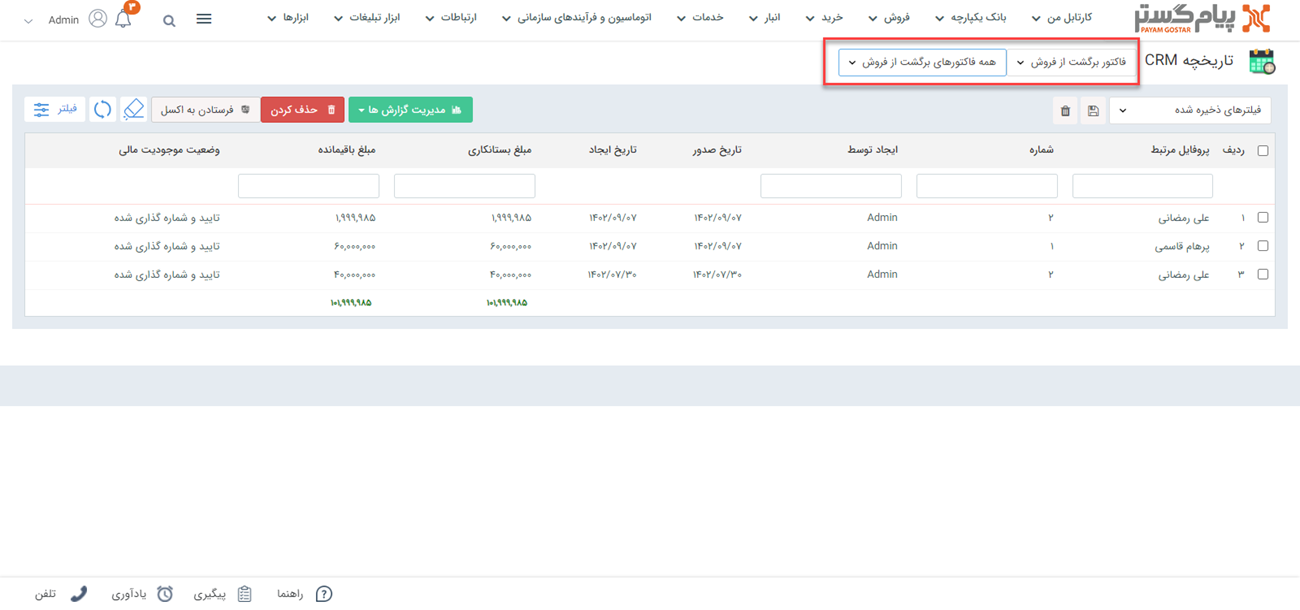 پیام گستر کارتابل من بانک یکپارچه فروش خرید انبار خدمات اتوماسیون و فرآیندهای سازمانی ارتباطات ابزار تبلیغات ابزارها ۳ Admin
PAYAM GOSTAR
تاریخچه CRM فاکتور برگشت از فروش همه فاکتورهای برگشت از فروش
فیلترهای ذخیره شده مدیریت گزارش ها حذف کردن فرستادن به اکسل فیلتر
ردیف پروفایل مرتبط شماره ایجاد توسط تاریخ صدور تاریخ ایجاد مبلغ بستانکاری مبلغ باقیمانده وضعیت موجودیت مالی
۱ علی رمضانی ۲ Admin ۱۴۰۲/۰۹/۰۷ ۱۴۰۲/۰۹/۰۷ ۱,۹۹۹,۹۸۵ ۱,۹۹۹,۹۸۵ تایید و شماره گذاری شده
۲ پرهام قاسمی ۱ Admin ۱۴۰۲/۰۹/۰۷ ۱۴۰۲/۰۹/۰۷ ۶۰,۰۰۰,۰۰۰ ۶۰,۰۰۰,۰۰۰ تایید و شماره گذاری شده
۳ علی رمضانی ۲ Admin ۱۴۰۲/۰۷/۳۰ ۱۴۰۲/۰۷/۳۰ ۴۰,۰۰۰,۰۰۰ ۴۰,۰۰۰,۰۰۰ تایید و شماره گذاری شده
۱۰۱,۹۹۹,۹۸۵ ۱۰۱,۹۹۹,۹۸۵
راهنما پیگیری یادآوری تلفن